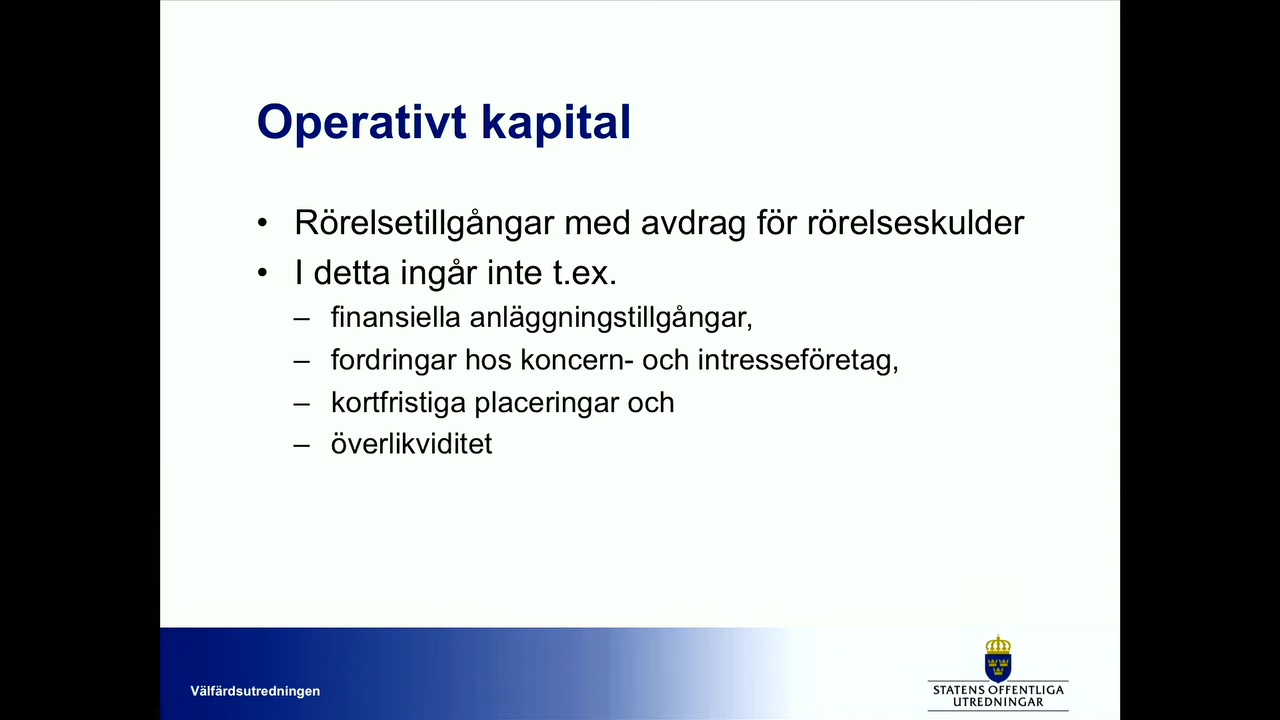 Operativt kapital
• Rörelsetillgångar med avdrag för rörelseskulder
• I detta ingår inte t.ex.
– finansiella anläggningstillgångar,
– fordringar hos koncern- och intresseföretag,
– kortfristiga placeringar och
– överlikviditet
Välfärdsutredningen
STATENS OFFENTLIGA
UTREDNINGAR